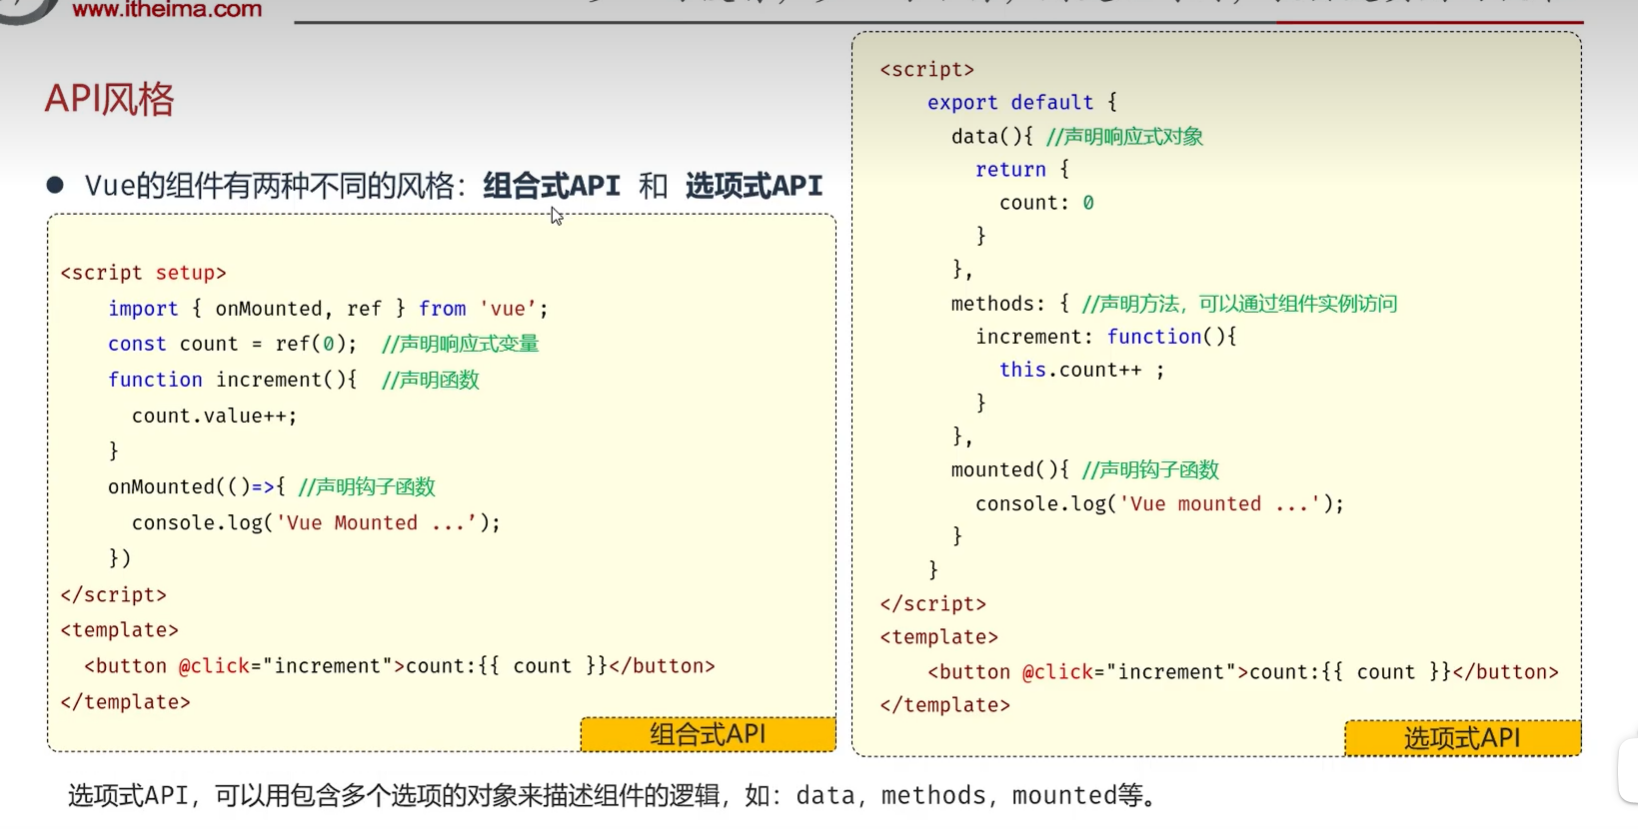 www.itheima.com
API风格
● Vue的组件有两种不同的风格：组合式API 和 选项式API
<script setup>
import { onMounted, ref } from 'vue’;
const count = ref(0); //声明响应式变量
function increment(){ //声明函数
count.value++;
}
onMounted(()=>{ //声明钩子函数
console.log('Vue Mounted ...’);
})
</script>
<template>
<button @click="increment">count:{{ count }}</button>
</template>
组合式API
<script>
export default {
data(){ //声明响应式对象
return {
count: 0
}
},
methods: { //声明方法，可以通过组件实例访问
increment: function(){
this.count++ ;
}
},
mounted(){ //声明钩子函数
console.log('Vue mounted ...');
}
}
</script>
<template>
<button @click="increment">count:{{ count }}</button>
</template>
选项式API
选项式API，可以用包含多个选项的对象来描述组件的逻辑，如：data，methods，mounted等。